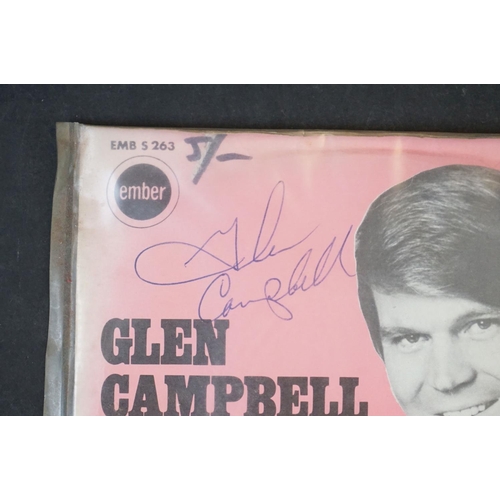 EMB S 263 5/-
ember
Glen
Campbell
GLEN
CAMPBELL